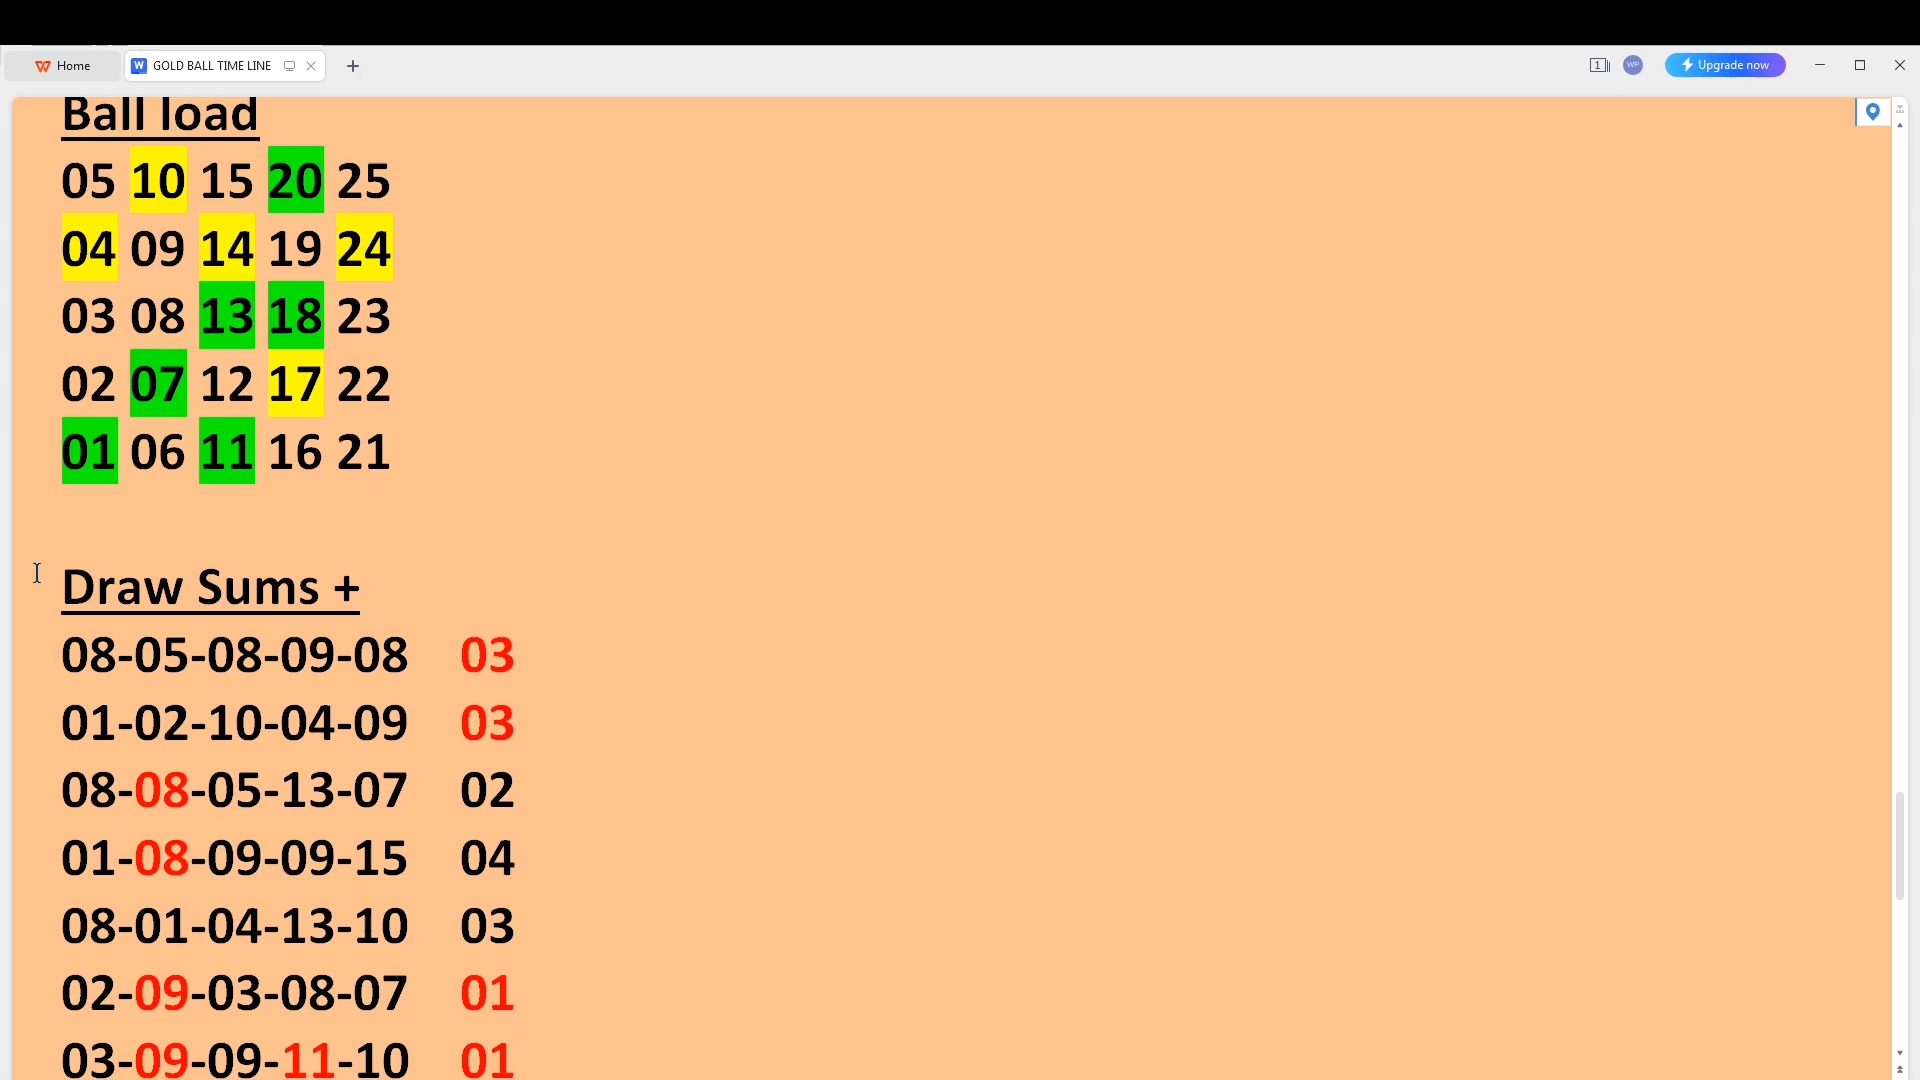 Home
GOLD BALL TIME LINE
1
WP
Upgrade now
Ball load
05 10 15 20 25
04 09 14 19 24
03 08 13 18 23
02 07 12 17 22
01 06 11 16 21
Draw Sums +
08-05-08-09-08 03
01-02-10-04-09 03
08-08-05-13-07 02
01-08-09-09-15 04
08-01-04-13-10 03
02-09-03-08-07 01
03-09-09-11-10 01